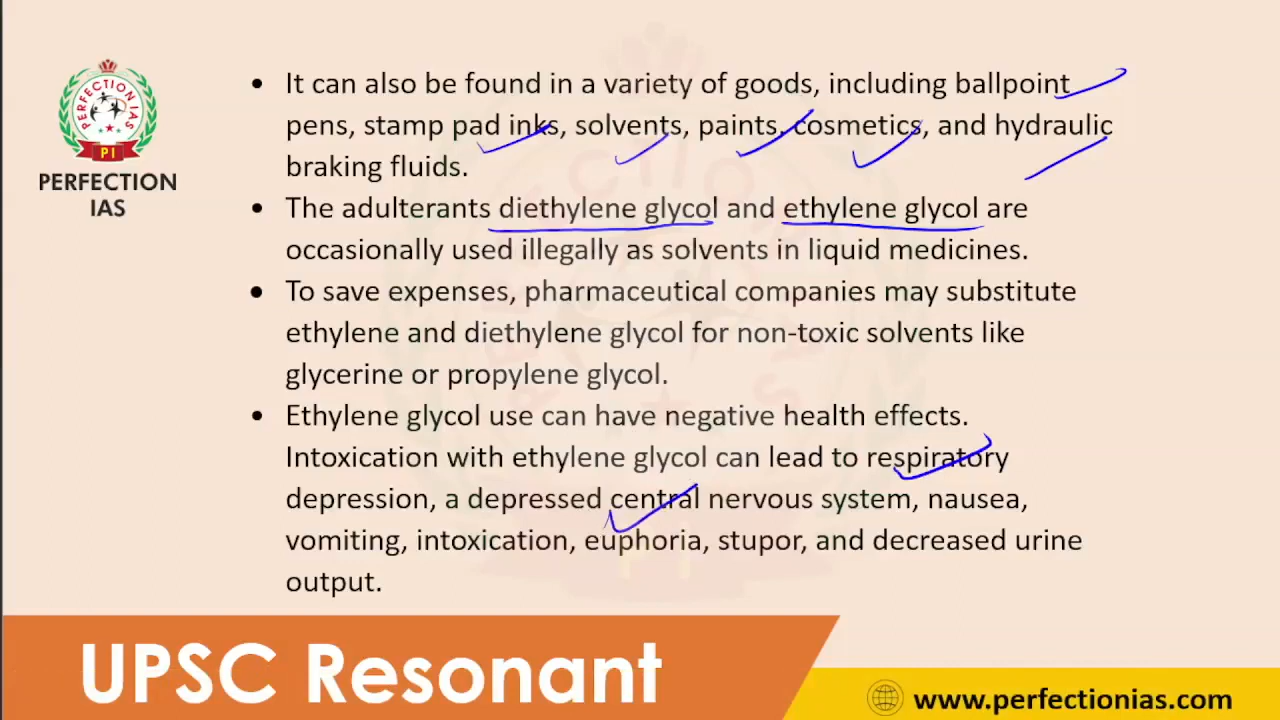 PERFECTION IAS
PI
PERFECTION
IAS
• It can also be found in a variety of goods, including ballpoint
pens, stamp pad inks, solvents, paints, cosmetics, and hydraulic
braking fluids.
• The adulterants diethylene glycol and ethylene glycol are
occasionally used illegally as solvents in liquid medicines.
• To save expenses, pharmaceutical companies may substitute
ethylene and diethylene glycol for non-toxic solvents like
glycerine or propylene glycol.
• Ethylene glycol use can have negative health effects.
Intoxication with ethylene glycol can lead to respiratory
depression, a depressed central nervous system, nausea,
vomiting, intoxication, euphoria, stupor, and decreased urine
output.
UPSC Resonant
www.perfectionias.com